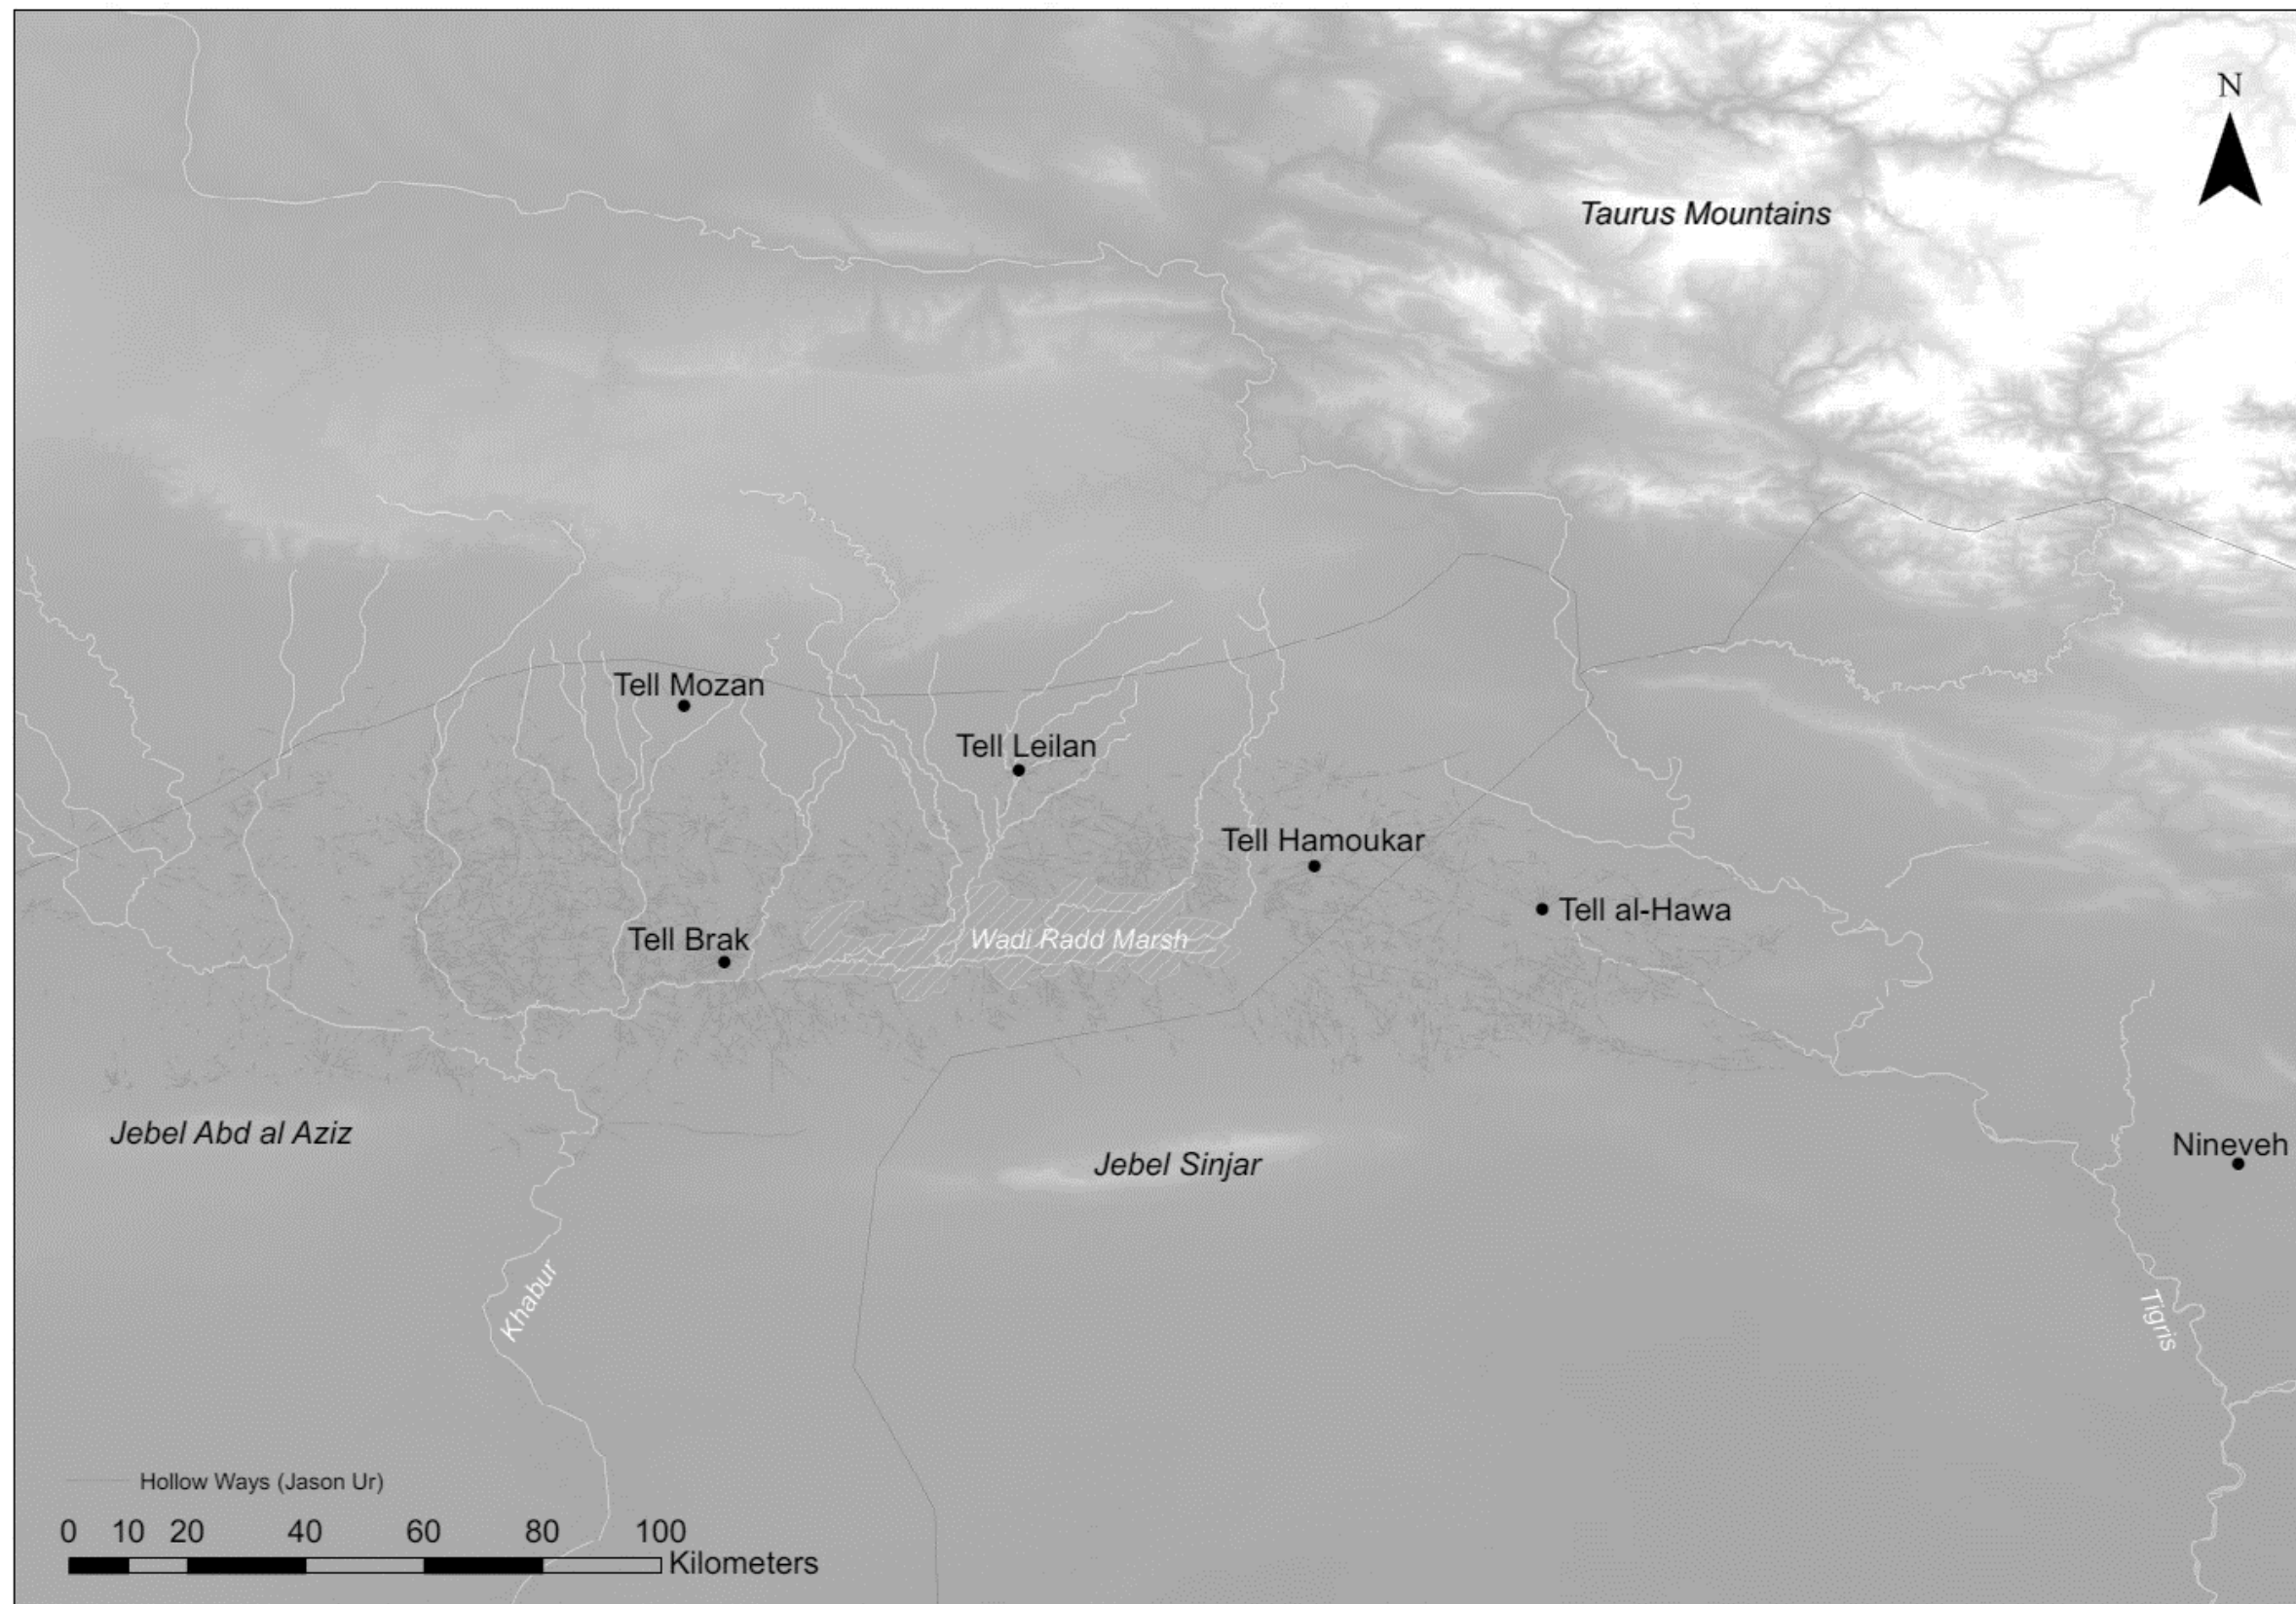 N
Taurus Mountains
Tell Mozan
Tell Leilan
Tell Hamoukar
Tell al-Hawa
Tell Brak
Wadi Radd Marsh
Jebel Abd al Aziz
Jebel Sinjar
Nineveh
Khabur
Tigris
Hollow Ways (Jason Ur)
0 10 20 40 60 80 100
Kilometers